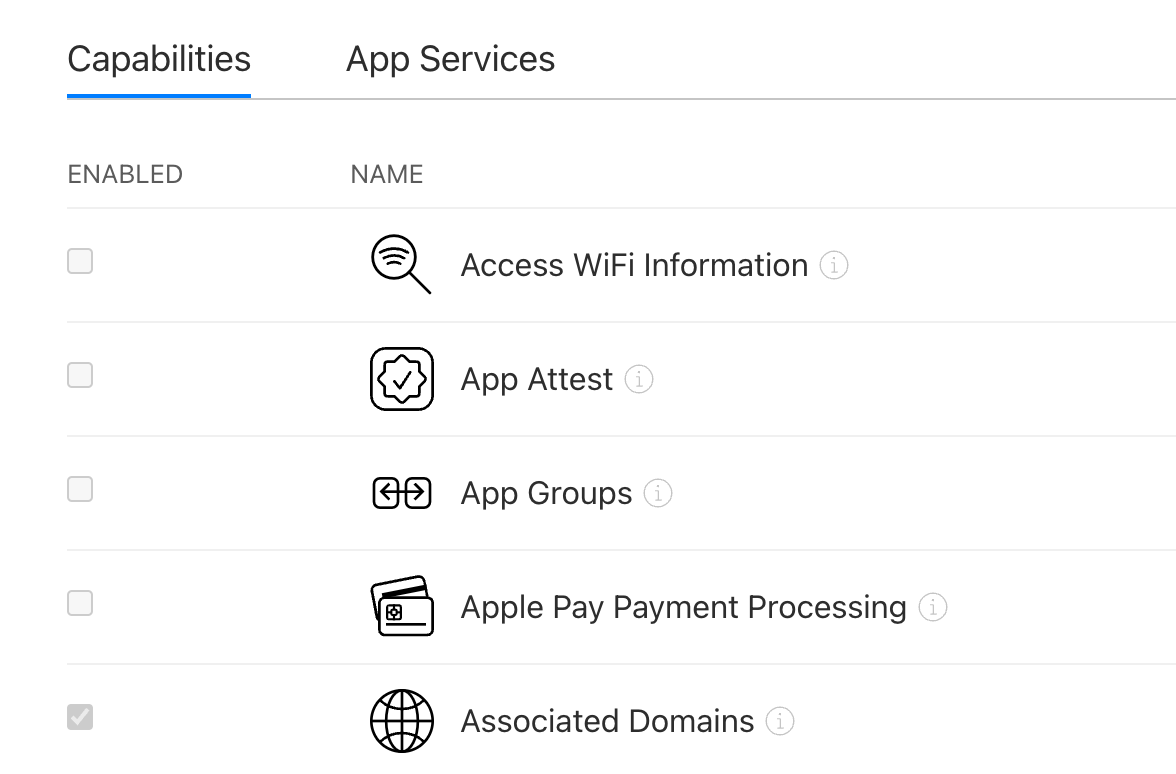 Capabilities App Services
ENABLED NAME
Access WiFi Information
App Attest
App Groups
Apple Pay Payment Processing
Associated Domains